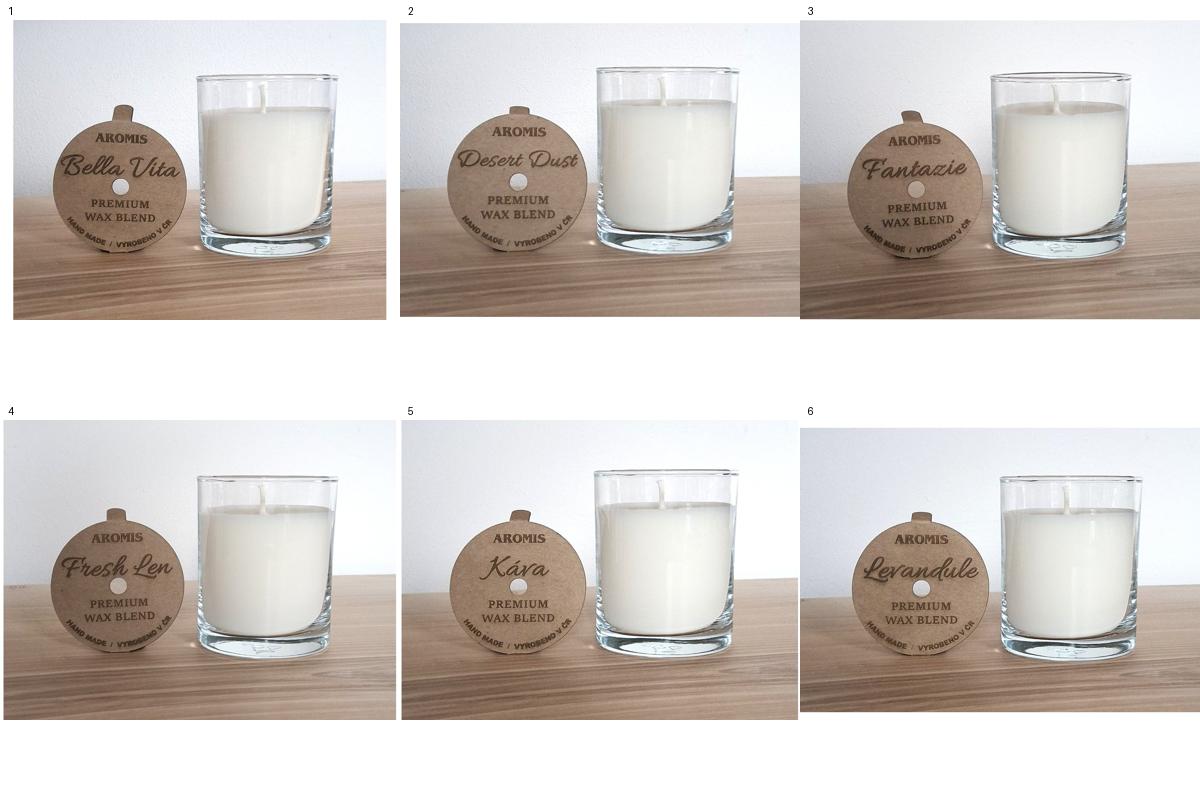 1
AROMIS
Bella Vita
PREMIUM
WAX BLEND
HAND MADE / VYROBENO V ČR
2
AROMIS
Desert Dust
PREMIUM
WAX BLEND
HAND MADE / VYROBENO V ČR
3
AROMIS
Fantazie
PREMIUM
WAX BLEND
HAND MADE / VYROBENO V ČR
4
AROMIS
Fresh Len
PREMIUM
WAX BLEND
HAND MADE / VYROBENO V ČR
5
AROMIS
Káva
PREMIUM
WAX BLEND
HAND MADE / VYROBENO V ČR
6
AROMIS
Levandule
PREMIUM
WAX BLEND
HAND MADE / VYROBENO V ČR